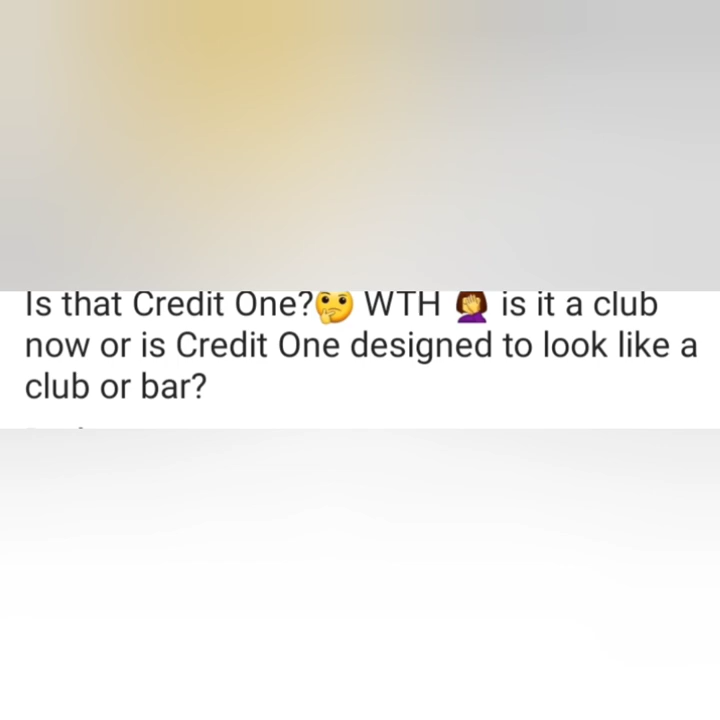 Is that Credit One?🤔 WTH 🤦‍♀️ is it a club
now or is Credit One designed to look like a
club or bar?